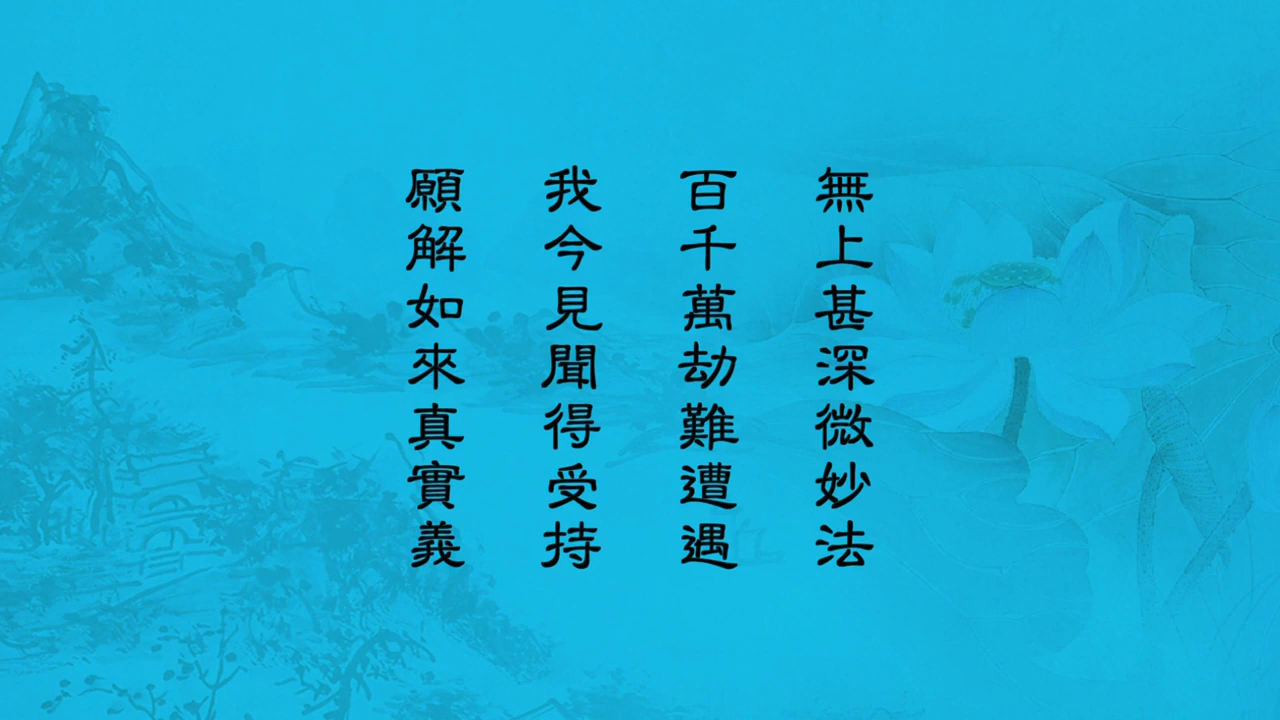 無上甚深微妙法
百千萬劫難遭遇
我今見聞得受持
願解如來真實義